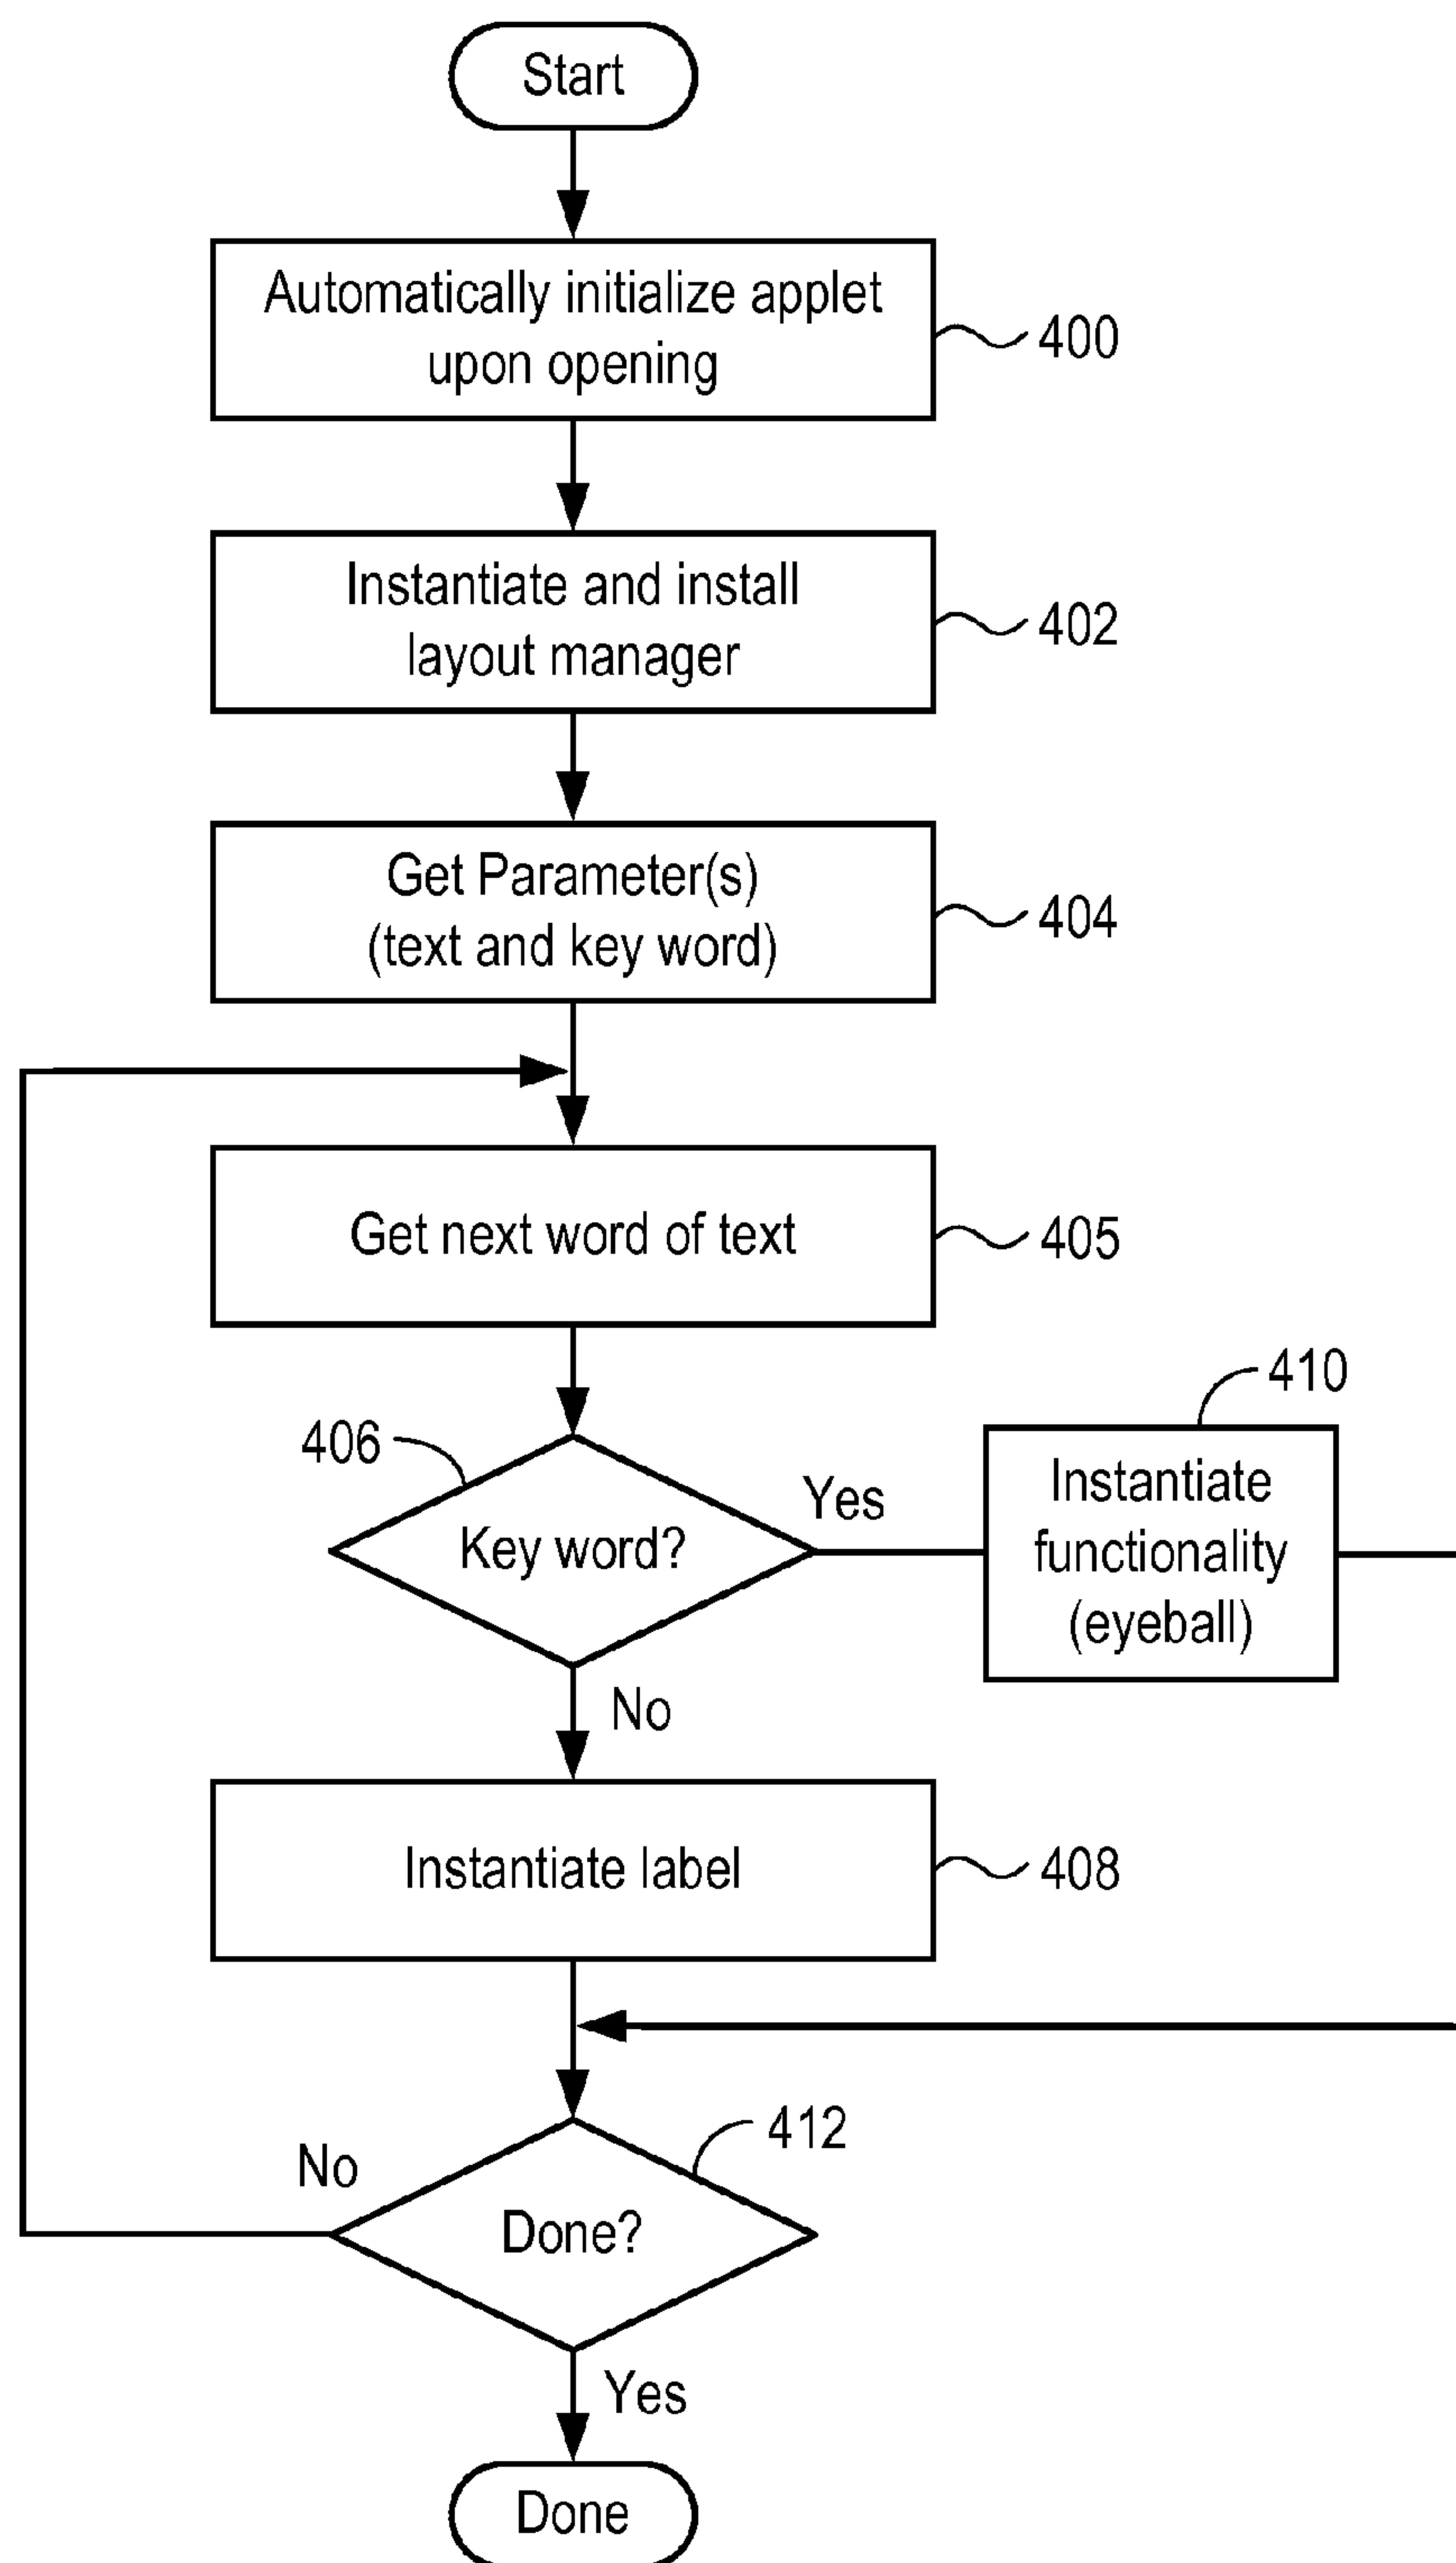 Start
Automatically initialize applet
upon opening
400
Instantiate and install
layout manager
402
Get Parameter(s)
(text and key word)
404
Get next word of text
405
406
Key word?
Yes
410
Instantiate
functionality
(eyeball)
No
Instantiate label
408
412
No
Done?
Yes
Done